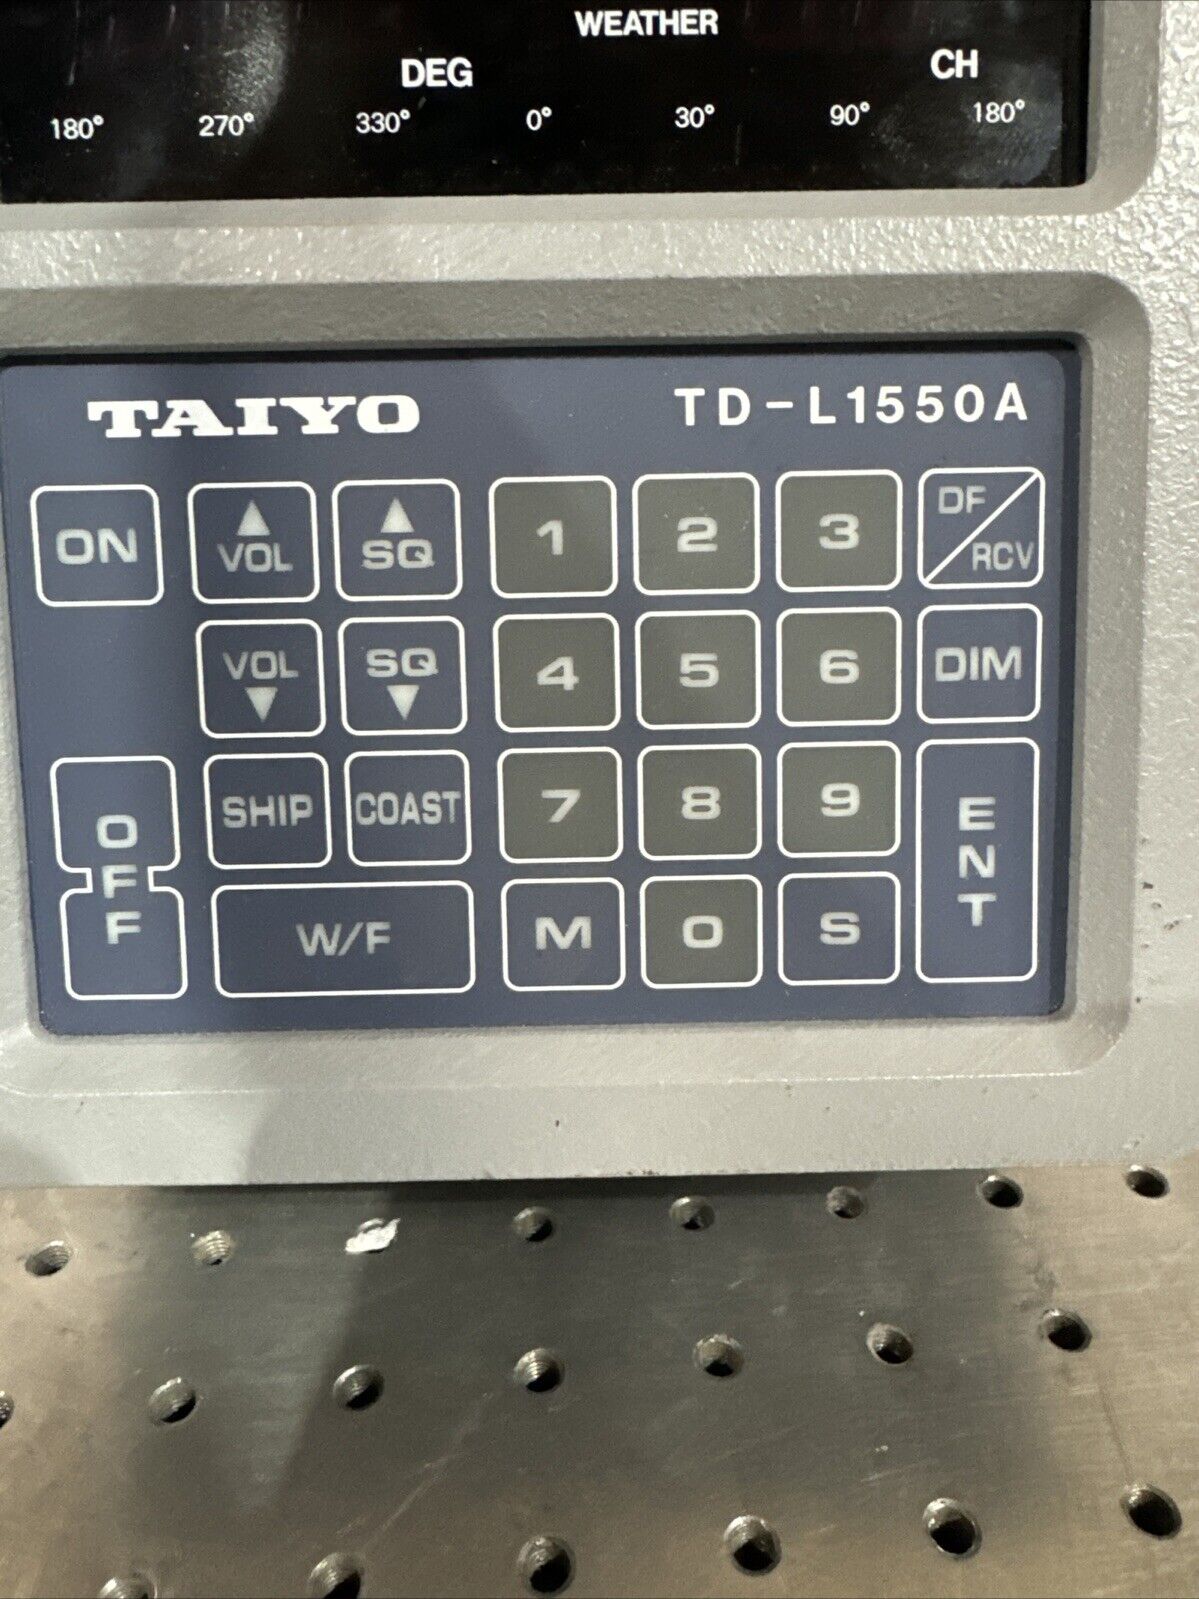 WEATHER
DEG CH
180° 270° 330° 0° 30° 90° 180°
TAIYO TD-L1550A
ON ▲ VOL ▲ SQ 1 2 3 DF/RCV
VOL ▼ SQ ▼ 4 5 6 DIM
OFF SHIP COAST 7 8 9 ENT
W/F M 0 S